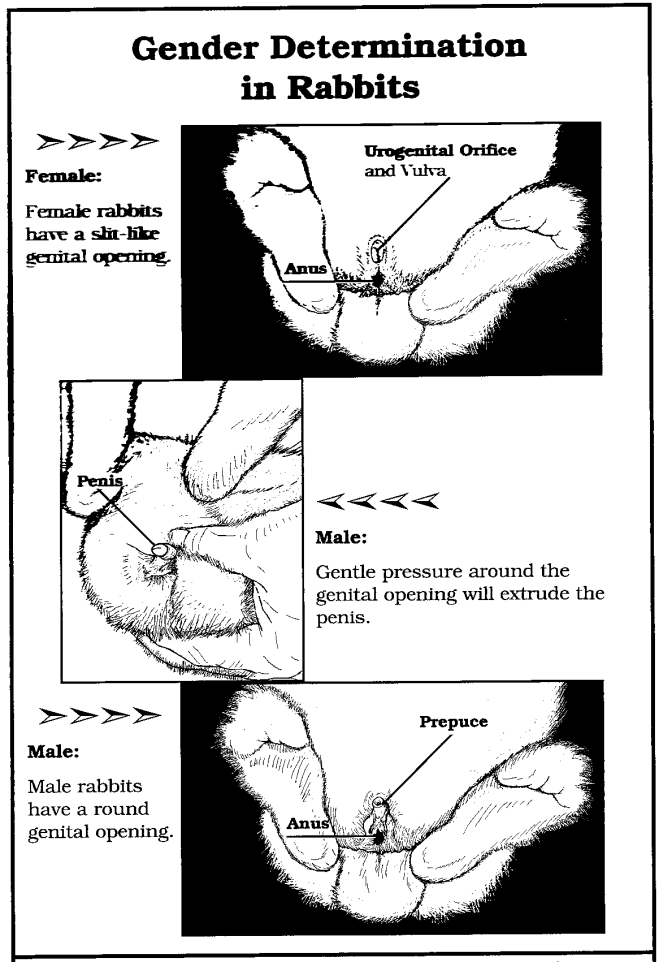 Gender Determination
in Rabbits
Female:
Female rabbits
have a slit-like
genital opening.
Urogenital Orifice
and Vulva
Anus
Penis
Male:
Gentle pressure around the
genital opening will extrude the
penis.
Male:
Male rabbits
have a round
genital opening.
Prepuce
Anus